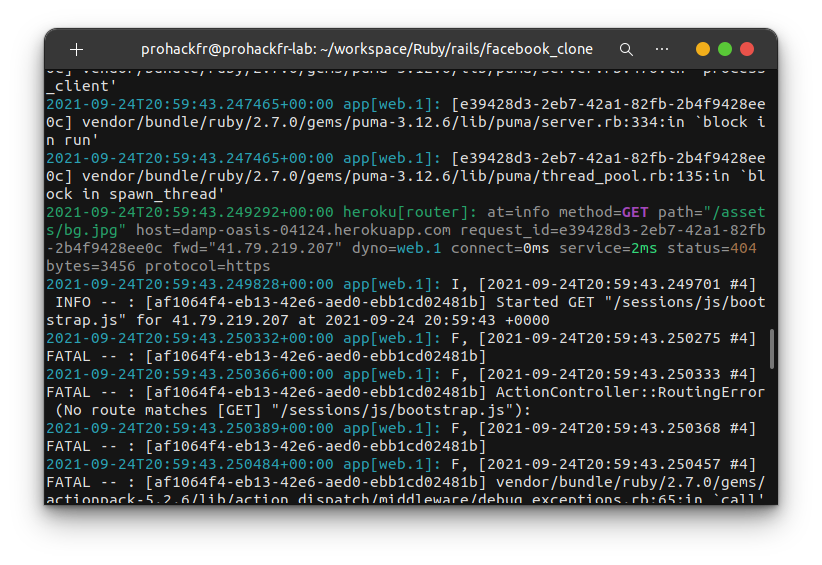 prohackfr@prohackfr-lab: ~/workspace/Ruby/rails/facebook_clone
_client'
2021-09-24T20:59:43.247465+00:00 app[web.1]: [e39428d3-2eb7-42a1-82fb-2b4f9428ee
0c] vendor/bundle/ruby/2.7.0/gems/puma-3.12.6/lib/puma/server.rb:334:in `block i
n run'
2021-09-24T20:59:43.247465+00:00 app[web.1]: [e39428d3-2eb7-42a1-82fb-2b4f9428ee
0c] vendor/bundle/ruby/2.7.0/gems/puma-3.12.6/lib/puma/thread_pool.rb:135:in `bl
ock in spawn_thread'
2021-09-24T20:59:43.249292+00:00 heroku[router]: at=info method=GET path="/asset
s/bg.jpg" host=damp-oasis-04124.herokuapp.com request_id=e39428d3-2eb7-42a1-82fb
-2b4f9428ee0c fwd="41.79.219.207" dyno=web.1 connect=0ms service=2ms status=404
bytes=3456 protocol=https
2021-09-24T20:59:43.249828+00:00 app[web.1]: I, [2021-09-24T20:59:43.249701 #4]
 INFO -- : [af1064f4-eb13-42e6-aed0-ebb1cd02481b] Started GET "/sessions/js/boot
strap.js" for 41.79.219.207 at 2021-09-24 20:59:43 +0000
2021-09-24T20:59:43.250332+00:00 app[web.1]: F, [2021-09-24T20:59:43.250275 #4]
FATAL -- : [af1064f4-eb13-42e6-aed0-ebb1cd02481b]
2021-09-24T20:59:43.250366+00:00 app[web.1]: F, [2021-09-24T20:59:43.250333 #4]
FATAL -- : [af1064f4-eb13-42e6-aed0-ebb1cd02481b] ActionController::RoutingError
 (No route matches [GET] "/sessions/js/bootstrap.js"):
2021-09-24T20:59:43.250389+00:00 app[web.1]: F, [2021-09-24T20:59:43.250368 #4]
FATAL -- : [af1064f4-eb13-42e6-aed0-ebb1cd02481b]
2021-09-24T20:59:43.250484+00:00 app[web.1]: F, [2021-09-24T20:59:43.250457 #4]
FATAL -- : [af1064f4-eb13-42e6-aed0-ebb1cd02481b] vendor/bundle/ruby/2.7.0/gems/
actionpack-5.2.6/lib/action_dispatch/middleware/debug_exceptions.rb:65:in `call'